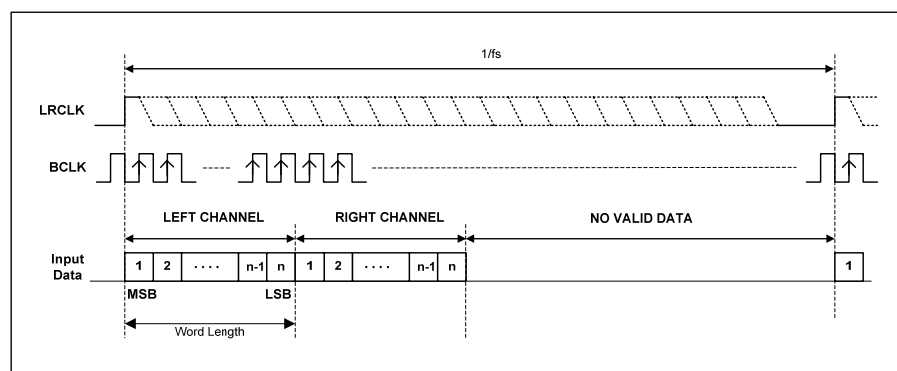 1/fs
LRCLK
BCLK
LEFT CHANNEL RIGHT CHANNEL NO VALID DATA
Input Data 1 2 .... n-1 n 1 2 .... n-1 n 1
MSB LSB
Word Length